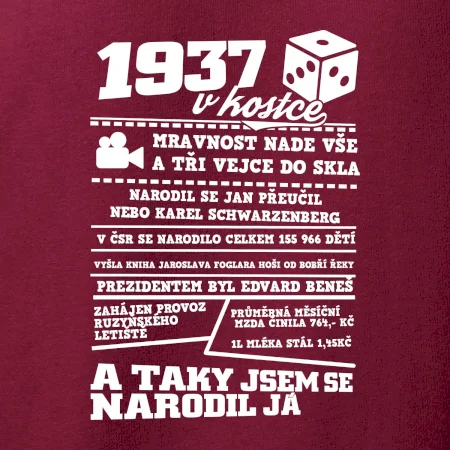 1937
v kostce
MRAVNOST NADE VŠE
A TŘI VEJCE DO SKLA
NARODIL SE JAN PŘEUČIL
NEBO KAREL SCHWARZENBERG
V ČSR SE NARODILO CELKEM 155 966 DĚTÍ
VYŠLA KNIHA JAROSLAVA FOGLARA HOŠI OD BOBŘÍ ŘEKY
PREZIDENTEM BYL EDVARD BENEŠ
ZAHÁJEN PROVOZ
RUZYŇSKÉHO
LETIŠTĚ
PRŮMĚRNÁ MĚSÍČNÍ
MZDA ČINILA 764,- KČ
1L MLÉKA STÁL 1,45KČ
A TAKY JSEM SE
NARODIL JÁ